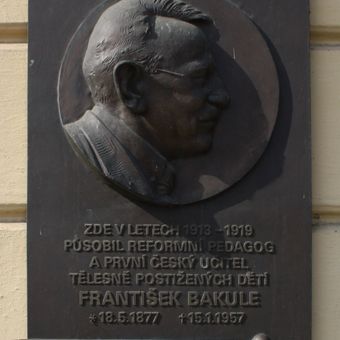 ZDE V LETECH 1913-1919
PŮSOBIL REFORMNÍ PEDAGOG
A PRVNÍ ČESKÝ UČITEL
TĚLESNĚ POSTIŽENÝCH DĚTÍ
FRANTIŠEK BAKULE
*18.5.1877 +15.1.1957